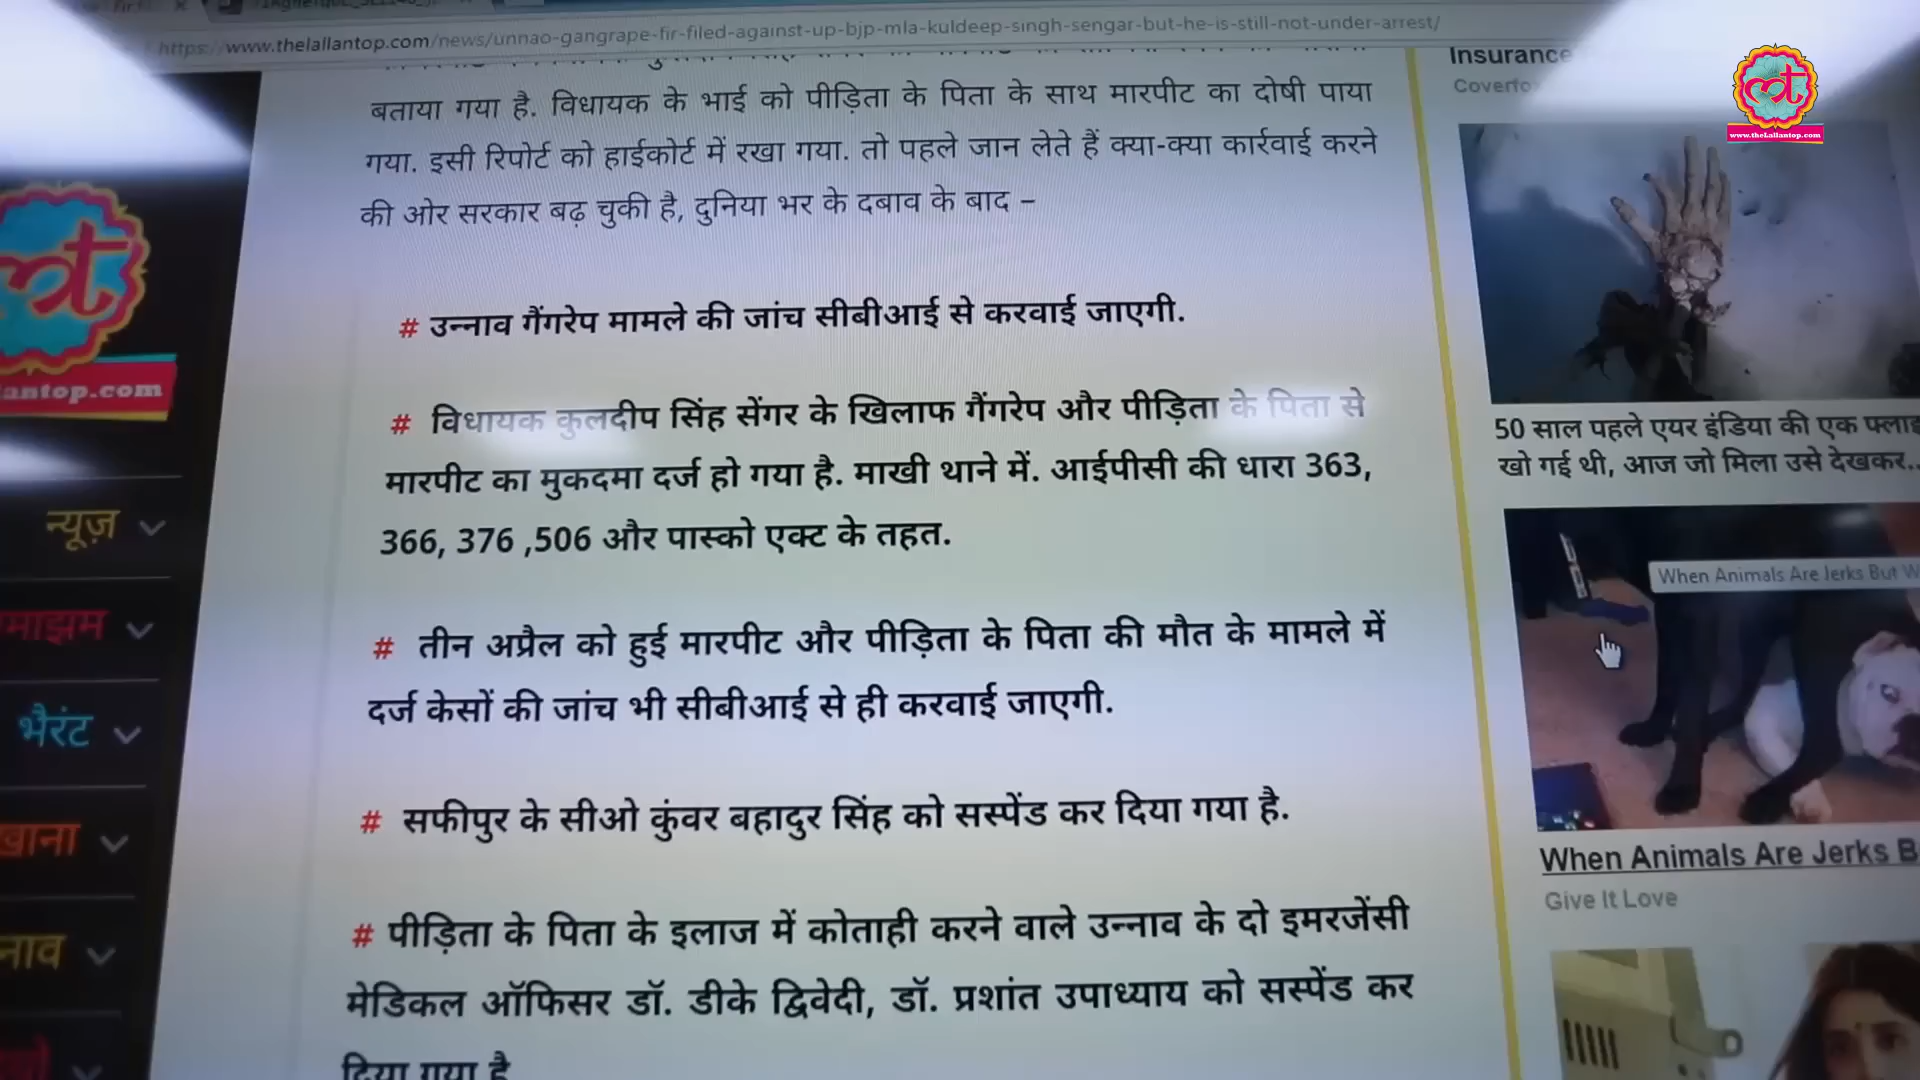 https://www.thelallantop.com/news/unnao-gangrape-fir-filed-against-up-bjp-mla-kuldeep-singh-sengar-but-he-is-still-not-under-arrest/
बताया गया है. विधायक के भाई को पीड़िता के पिता के साथ मारपीट का दोषी पाया
गया. इसी रिपोर्ट को हाईकोर्ट में रखा गया. तो पहले जान लेते हैं क्या-क्या कार्रवाई करने
की ओर सरकार बढ़ चुकी है, दुनिया भर के दबाव के बाद –
# उन्नाव गैंगरेप मामले की जांच सीबीआई से करवाई जाएगी.
# विधायक कुलदीप सिंह सेंगर के खिलाफ गैंगरेप और पीड़िता के पिता से
मारपीट का मुकदमा दर्ज हो गया है. माखी थाने में. आईपीसी की धारा 363,
366, 376 ,506 और पास्को एक्ट के तहत.
# तीन अप्रैल को हुई मारपीट और पीड़िता के पिता की मौत के मामले में
दर्ज केसों की जांच भी सीबीआई से ही करवाई जाएगी.
# सफीपुर के सीओ कुंवर बहादुर सिंह को सस्पेंड कर दिया गया है.
# पीड़िता के पिता के इलाज में कोताही करने वाले उन्नाव के दो इमरजेंसी
मेडिकल ऑफिसर डॉ. डीके द्विवेदी, डॉ. प्रशांत उपाध्याय को सस्पेंड कर
दिया गया है
antop.com
न्यूज़
माझम
भैरंट
खाना
नाव
Insurance
www.thelallantop.com
50 साल पहले एयर इंडिया की एक फ्लाइ
खो गई थी, आज जो मिला उसे देखकर...
When Animals Are Jerks But W
When Animals Are Jerks B
Give It Love